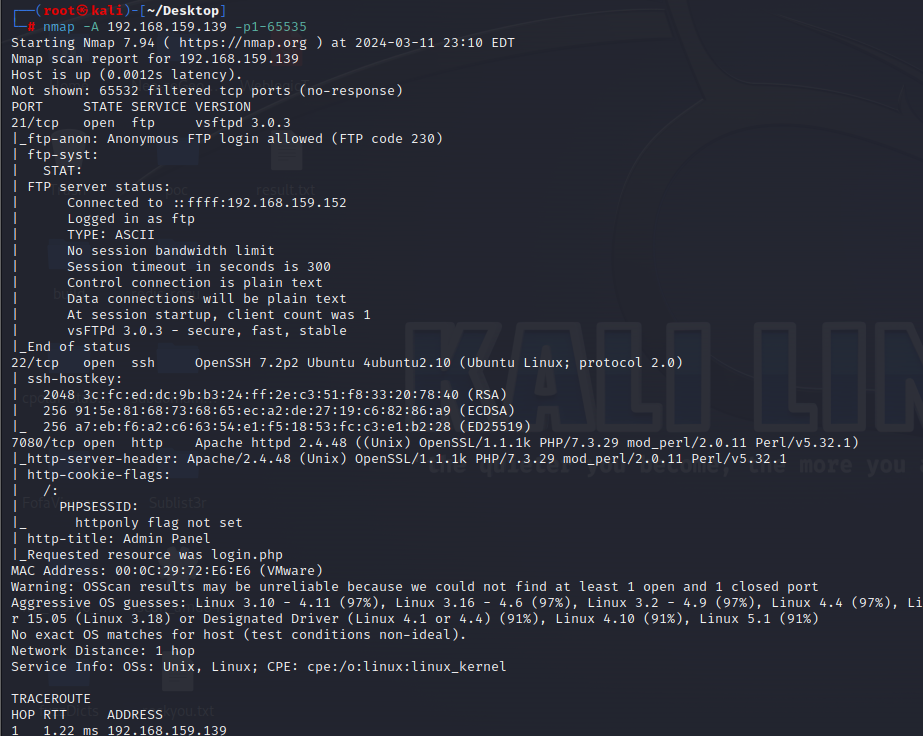 ┌──(root㉿kali)-[~/Desktop]
└─# nmap -A 192.168.159.139 -p1-65535
Starting Nmap 7.94 ( https://nmap.org ) at 2024-03-11 23:10 EDT
Nmap scan report for 192.168.159.139
Host is up (0.0012s latency).
Not shown: 65532 filtered tcp ports (no-response)
PORT     STATE SERVICE VERSION
21/tcp   open  ftp     vsftpd 3.0.3
|_ftp-anon: Anonymous FTP login allowed (FTP code 230)
| ftp-syst:
|   STAT:
| FTP server status:
|      Connected to ::ffff:192.168.159.152
|      Logged in as ftp
|      TYPE: ASCII
|      No session bandwidth limit
|      Session timeout in seconds is 300
|      Control connection is plain text
|      Data connections will be plain text
|      At session startup, client count was 1
|      vsFTPd 3.0.3 - secure, fast, stable
|_End of status
22/tcp   open  ssh     OpenSSH 7.2p2 Ubuntu 4ubuntu2.10 (Ubuntu Linux; protocol 2.0)
| ssh-hostkey:
|   2048 3c:fc:ed:dc:9b:b3:24:ff:2e:c3:51:f8:33:20:78:40 (RSA)
|   256 91:5e:81:68:73:68:65:ec:a2:de:27:19:c6:82:86:a9 (ECDSA)
|_  256 a7:eb:f6:a2:c6:63:54:e1:f5:18:53:fc:c3:e1:b2:28 (ED25519)
7080/tcp open  http    Apache httpd 2.4.48 ((Unix) OpenSSL/1.1.1k PHP/7.3.29 mod_perl/2.0.11 Perl/v5.32.1)
|_http-server-header: Apache/2.4.48 (Unix) OpenSSL/1.1.1k PHP/7.3.29 mod_perl/2.0.11 Perl/v5.32.1
| http-cookie-flags:
|   /:
|     PHPSESSID:
|_      httponly flag not set
| http-title: Admin Panel
|_Requested resource was login.php
MAC Address: 00:0C:29:72:E6:E6 (VMware)
Warning: OSScan results may be unreliable because we could not find at least 1 open and 1 closed port
Aggressive OS guesses: Linux 3.10 - 4.11 (97%), Linux 3.16 - 4.6 (97%), Linux 3.2 - 4.9 (97%), Linux 4.4 (97%), Li
r 15.05 (Linux 3.18) or Designated Driver (Linux 4.1 or 4.4) (91%), Linux 4.10 (91%), Linux 5.1 (91%)
No exact OS matches for host (test conditions non-ideal).
Network Distance: 1 hop
Service Info: OSs: Unix, Linux; CPE: cpe:/o:linux:linux_kernel

TRACEROUTE
HOP RTT     ADDRESS
1   1.22 ms 192.168.159.139
result.txt
KALI LIN
the quieter you become, the more you
Sublist3r